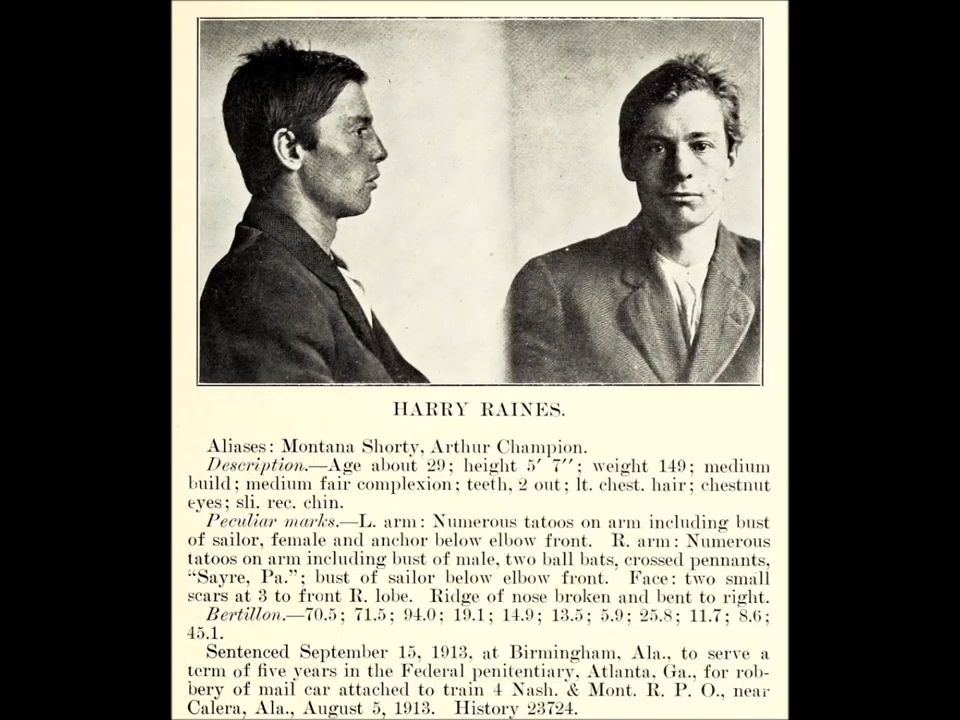 HARRY RAINES.
Aliases: Montana Shorty, Arthur Champion.
Description.—Age about 29; height 5′ 7″; weight 149; medium
build; medium fair complexion; teeth, 2 out; lt. chest. hair; chestnut
eyes; sli. rec. chin.
Peculiar marks.—L. arm: Numerous tatoos on arm including bust
of sailor, female and anchor below elbow front. R. arm: Numerous
tatoos on arm including bust of male, two ball bats, crossed pennants,
“Sayre, Pa.”; bust of sailor below elbow front. Face: two small
scars at 3 to front R. lobe. Ridge of nose broken and bent to right.
Bertillon.—70.5; 71.5; 94.0; 19.1; 14.9; 13.5; 5.9; 25.8; 11.7; 8.6;
45.1.
Sentenced September 15, 1913, at Birmingham, Ala., to serve a
term of five years in the Federal penitentiary, Atlanta, Ga., for rob-
bery of mail car attached to train 4 Nash. & Mont. R. P. O., near
Calera, Ala., August 5, 1913. History 23724.